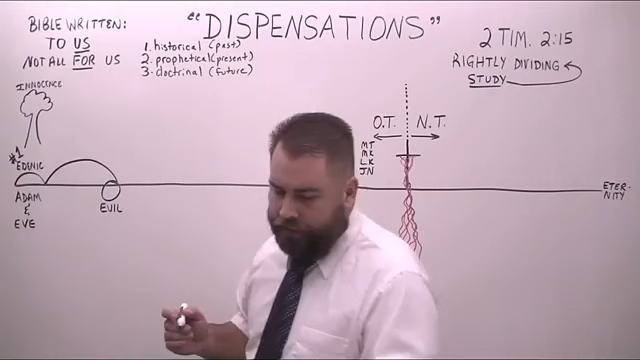 BIBLE WRITTEN:
TO US
NOT ALL FOR US
"DISPENSATIONS"
1. historical (past)
2. prophetical (present)
3. doctrinal (future)
2 TIM. 2:15
RIGHTLY DIVIDING
STUDY
INNOCENCE
#1
EDENIC
ADAM
&
EVE
EVIL
O.T.
N.T.
MT
MK
LK
JN
ETER-
NITY